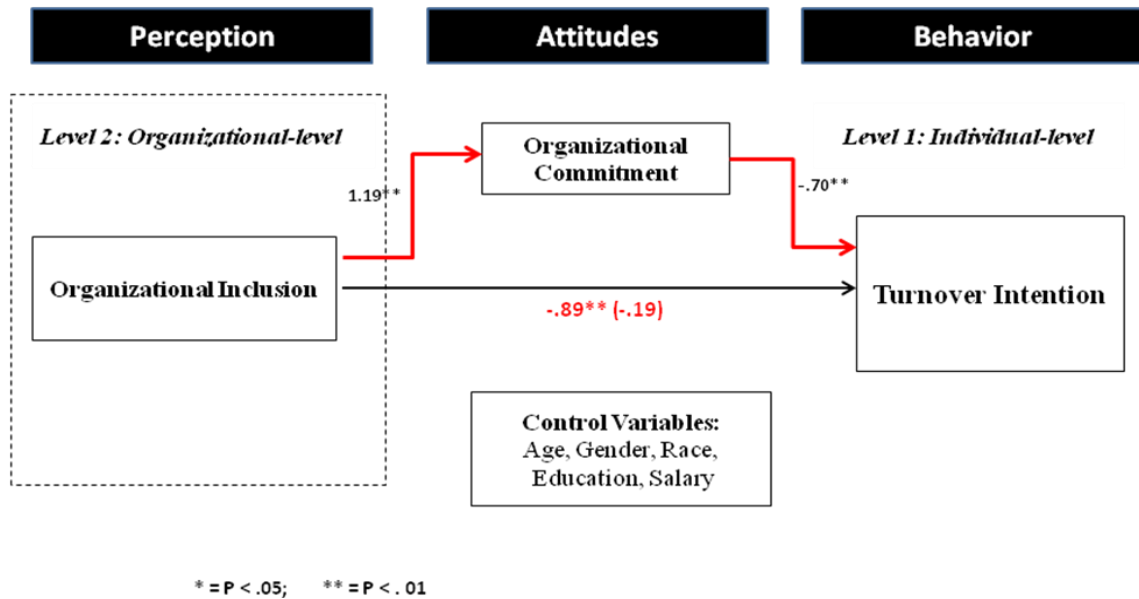 Perception
Attitudes
Behavior
Level 2: Organizational-level
Organizational
Commitment
Level 1: Individual-level
1.19**
-.70**
Organizational Inclusion
Turnover Intention
-.89** (-.19)
Control Variables:
Age, Gender, Race,
Education, Salary
* = P < .05;    ** = P < . 01